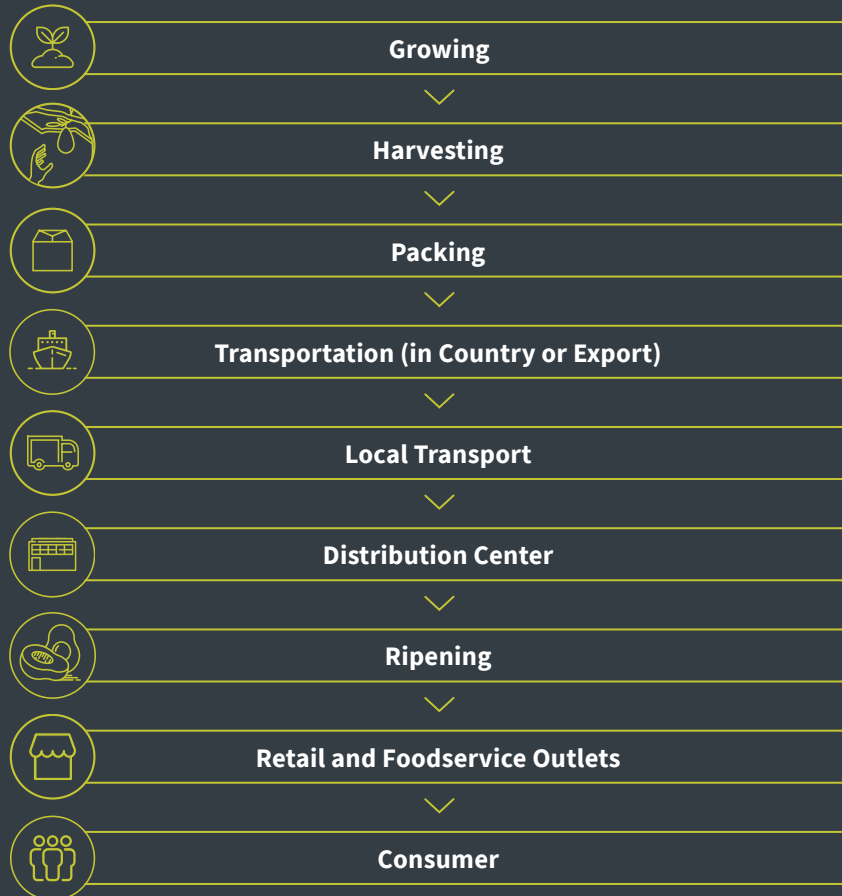 Growing
Harvesting
Packing
Transportation (in Country or Export)
Local Transport
Distribution Center
Ripening
Retail and Foodservice Outlets
Consumer